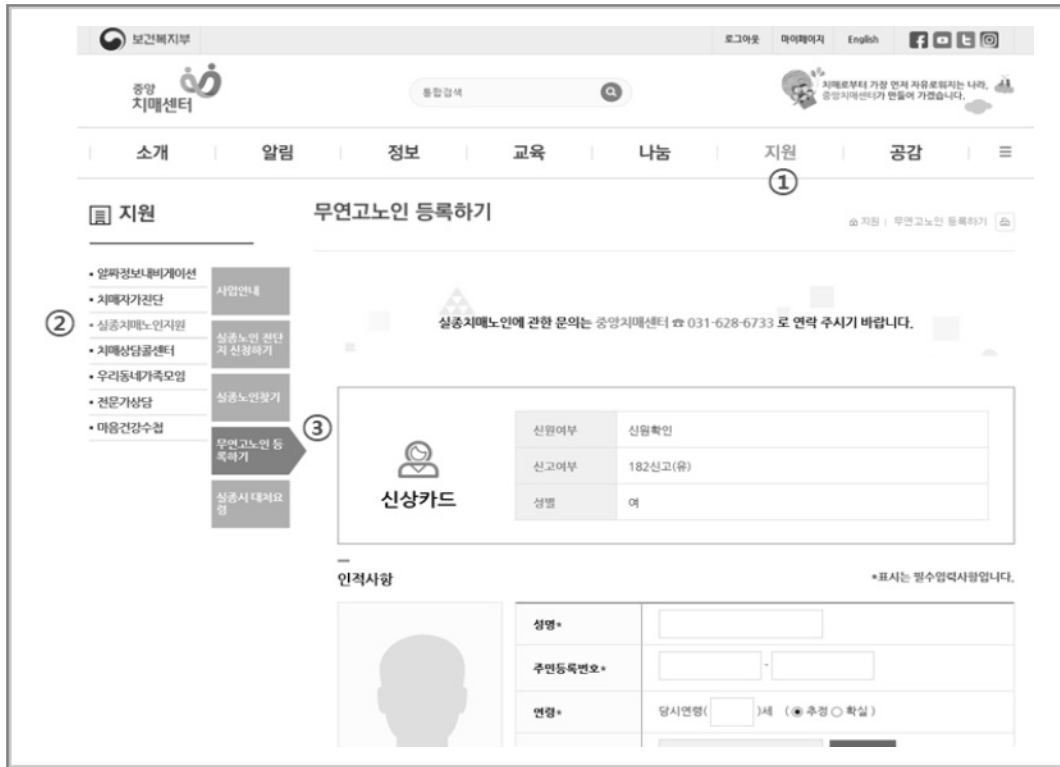 보건복지부
로그아웃 마이페이지 English
중앙
치매센터
통합검색
치매로부터 가장 먼저 자유로워지는 나라,
중앙치매센터가 만들어 가겠습니다.
소개 알림 정보 교육 나눔 지원 공감
①
지원
무연고노인 등록하기
지원 | 무연고노인 등록하기
• 알짜정보내비게이션
• 치매자가진단
② • 실종치매노인지원
• 치매상담콜센터
• 우리동네가족모임
• 전문가상담
• 마음건강수첩
사업안내
실종노인 전단
지 신청하기
실종노인찾기
③
무연고노인 등
록하기
실종시 대처요
령
실종치매노인에 관한 문의는 중앙치매센터 ☎ 031-628-6733 로 연락 주시기 바랍니다.
신상카드
신원여부 신원확인
신고여부 182신고(유)
성별 여
인적사항
*표시는 필수입력사항입니다.
성명*
주민등록번호* -
연령* 당시연령( )세 ( 추정 확실 )